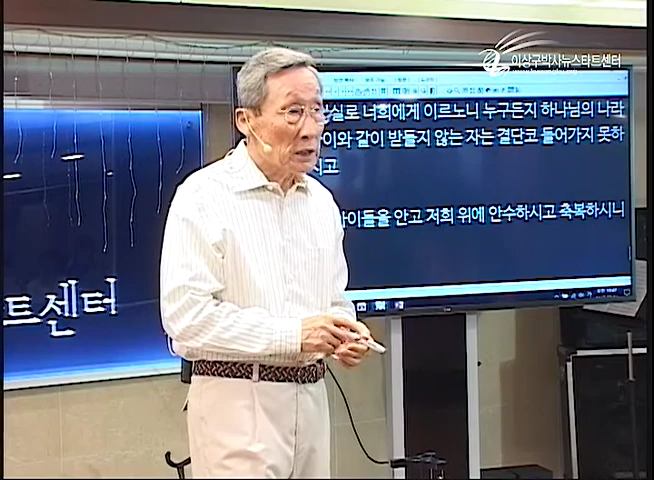 이상구박사뉴스타트센터
실로 너희에게 이르노니 누구든지 하나님의 나라
이와 같이 받들지 않는 자는 결단코 들어가지 못하
시고
아이들을 안고 저희 위에 안수하시고 축복하시니
트센터